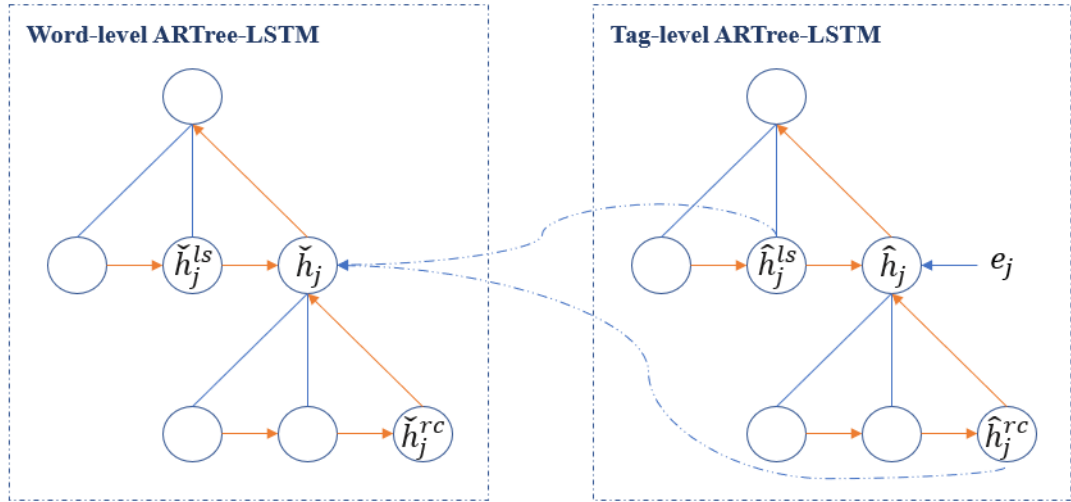 Word-level ARTree-LSTM
ȟ_j^{ls}
ȟ_j
ȟ_j^{rc}
Tag-level ARTree-LSTM
ĥ_j^{ls}
ĥ_j
e_j
ĥ_j^{rc}